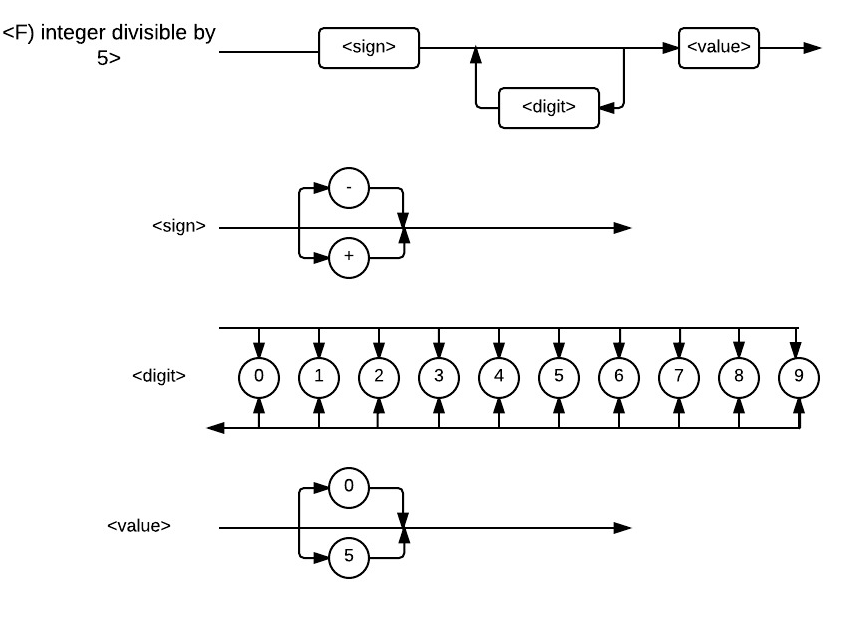 <F) integer divisible by
5>
<sign>
<value>
<digit>
-
<sign>
+
<digit>
0 1 2 3 4 5 6 7 8 9
0
<value>
5